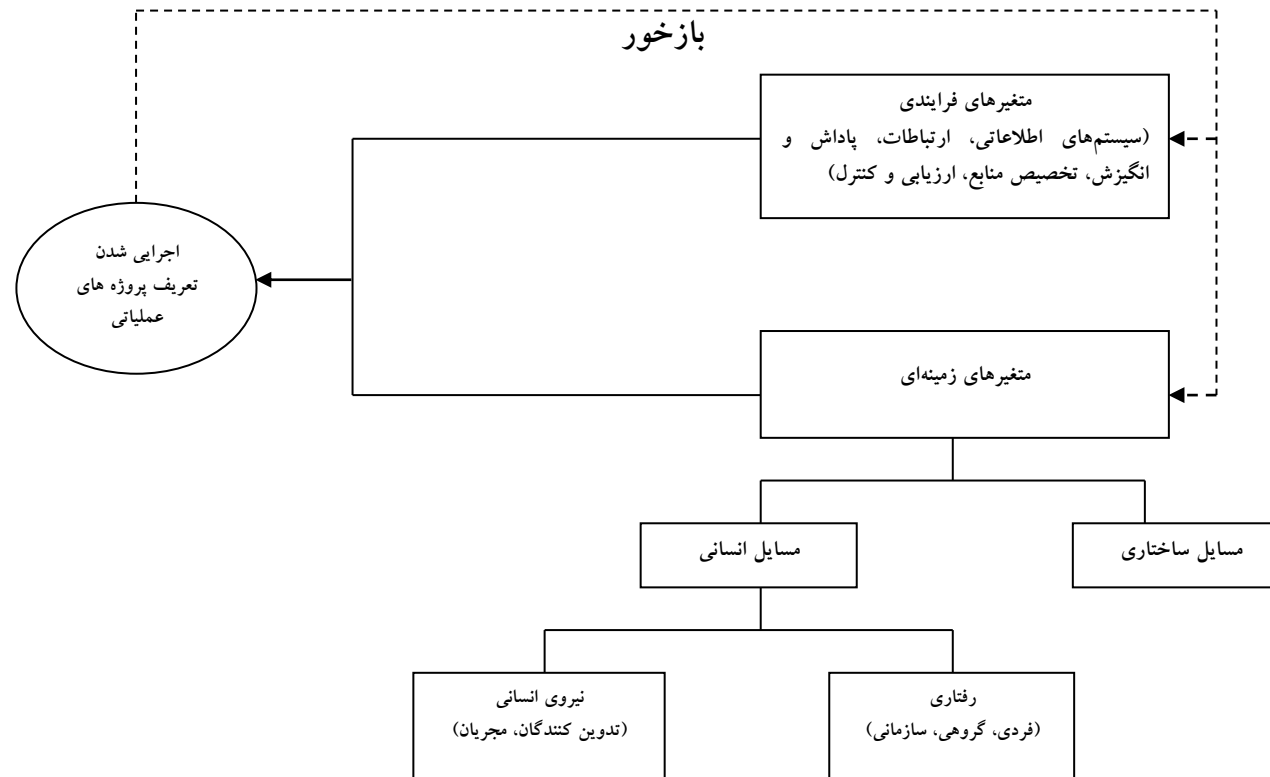 بازخور
متغیرهای فرایندی
(سیستم‌های اطلاعاتی، ارتباطات، پاداش و
انگیزش، تخصیص منابع، ارزیابی و کنترل)
اجرایی شدن
تعریف پروژه های
عملیاتی
متغیرهای زمینه‌ای
مسایل ساختاری
مسایل انسانی
رفتاری
(فردی، گروهی، سازمانی)
نیروی انسانی
(تدوین کنندگان، مجریان)